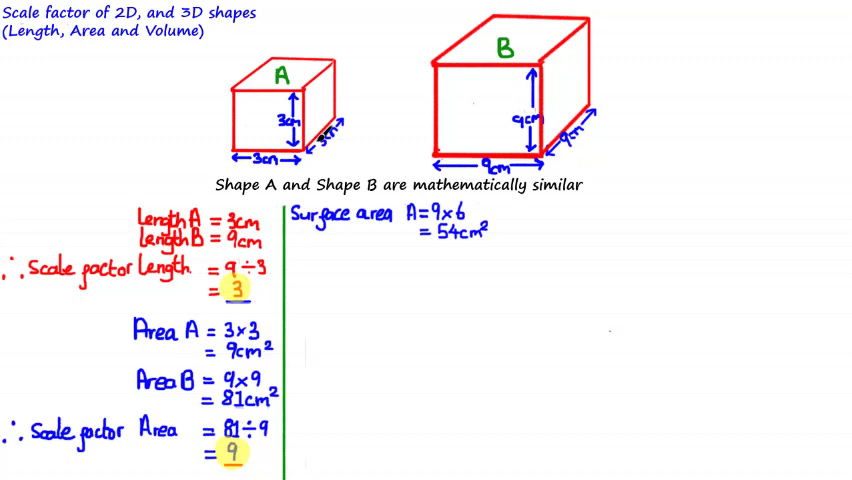 Scale factor of 2D, and 3D shapes
(Length, Area and Volume)
A
3cm
3cm
3cm
B
9cm
9cm
9cm
Shape A and Shape B are mathematically similar
Length A = 3cm
Length B = 9cm
∴ Scale factor Length = 9 ÷ 3
= 3
Area A = 3 × 3
= 9cm²
Area B = 9 × 9
= 81cm²
∴ Scale factor Area = 81 ÷ 9
= 9
Surface area A = 9 × 6
= 54cm²